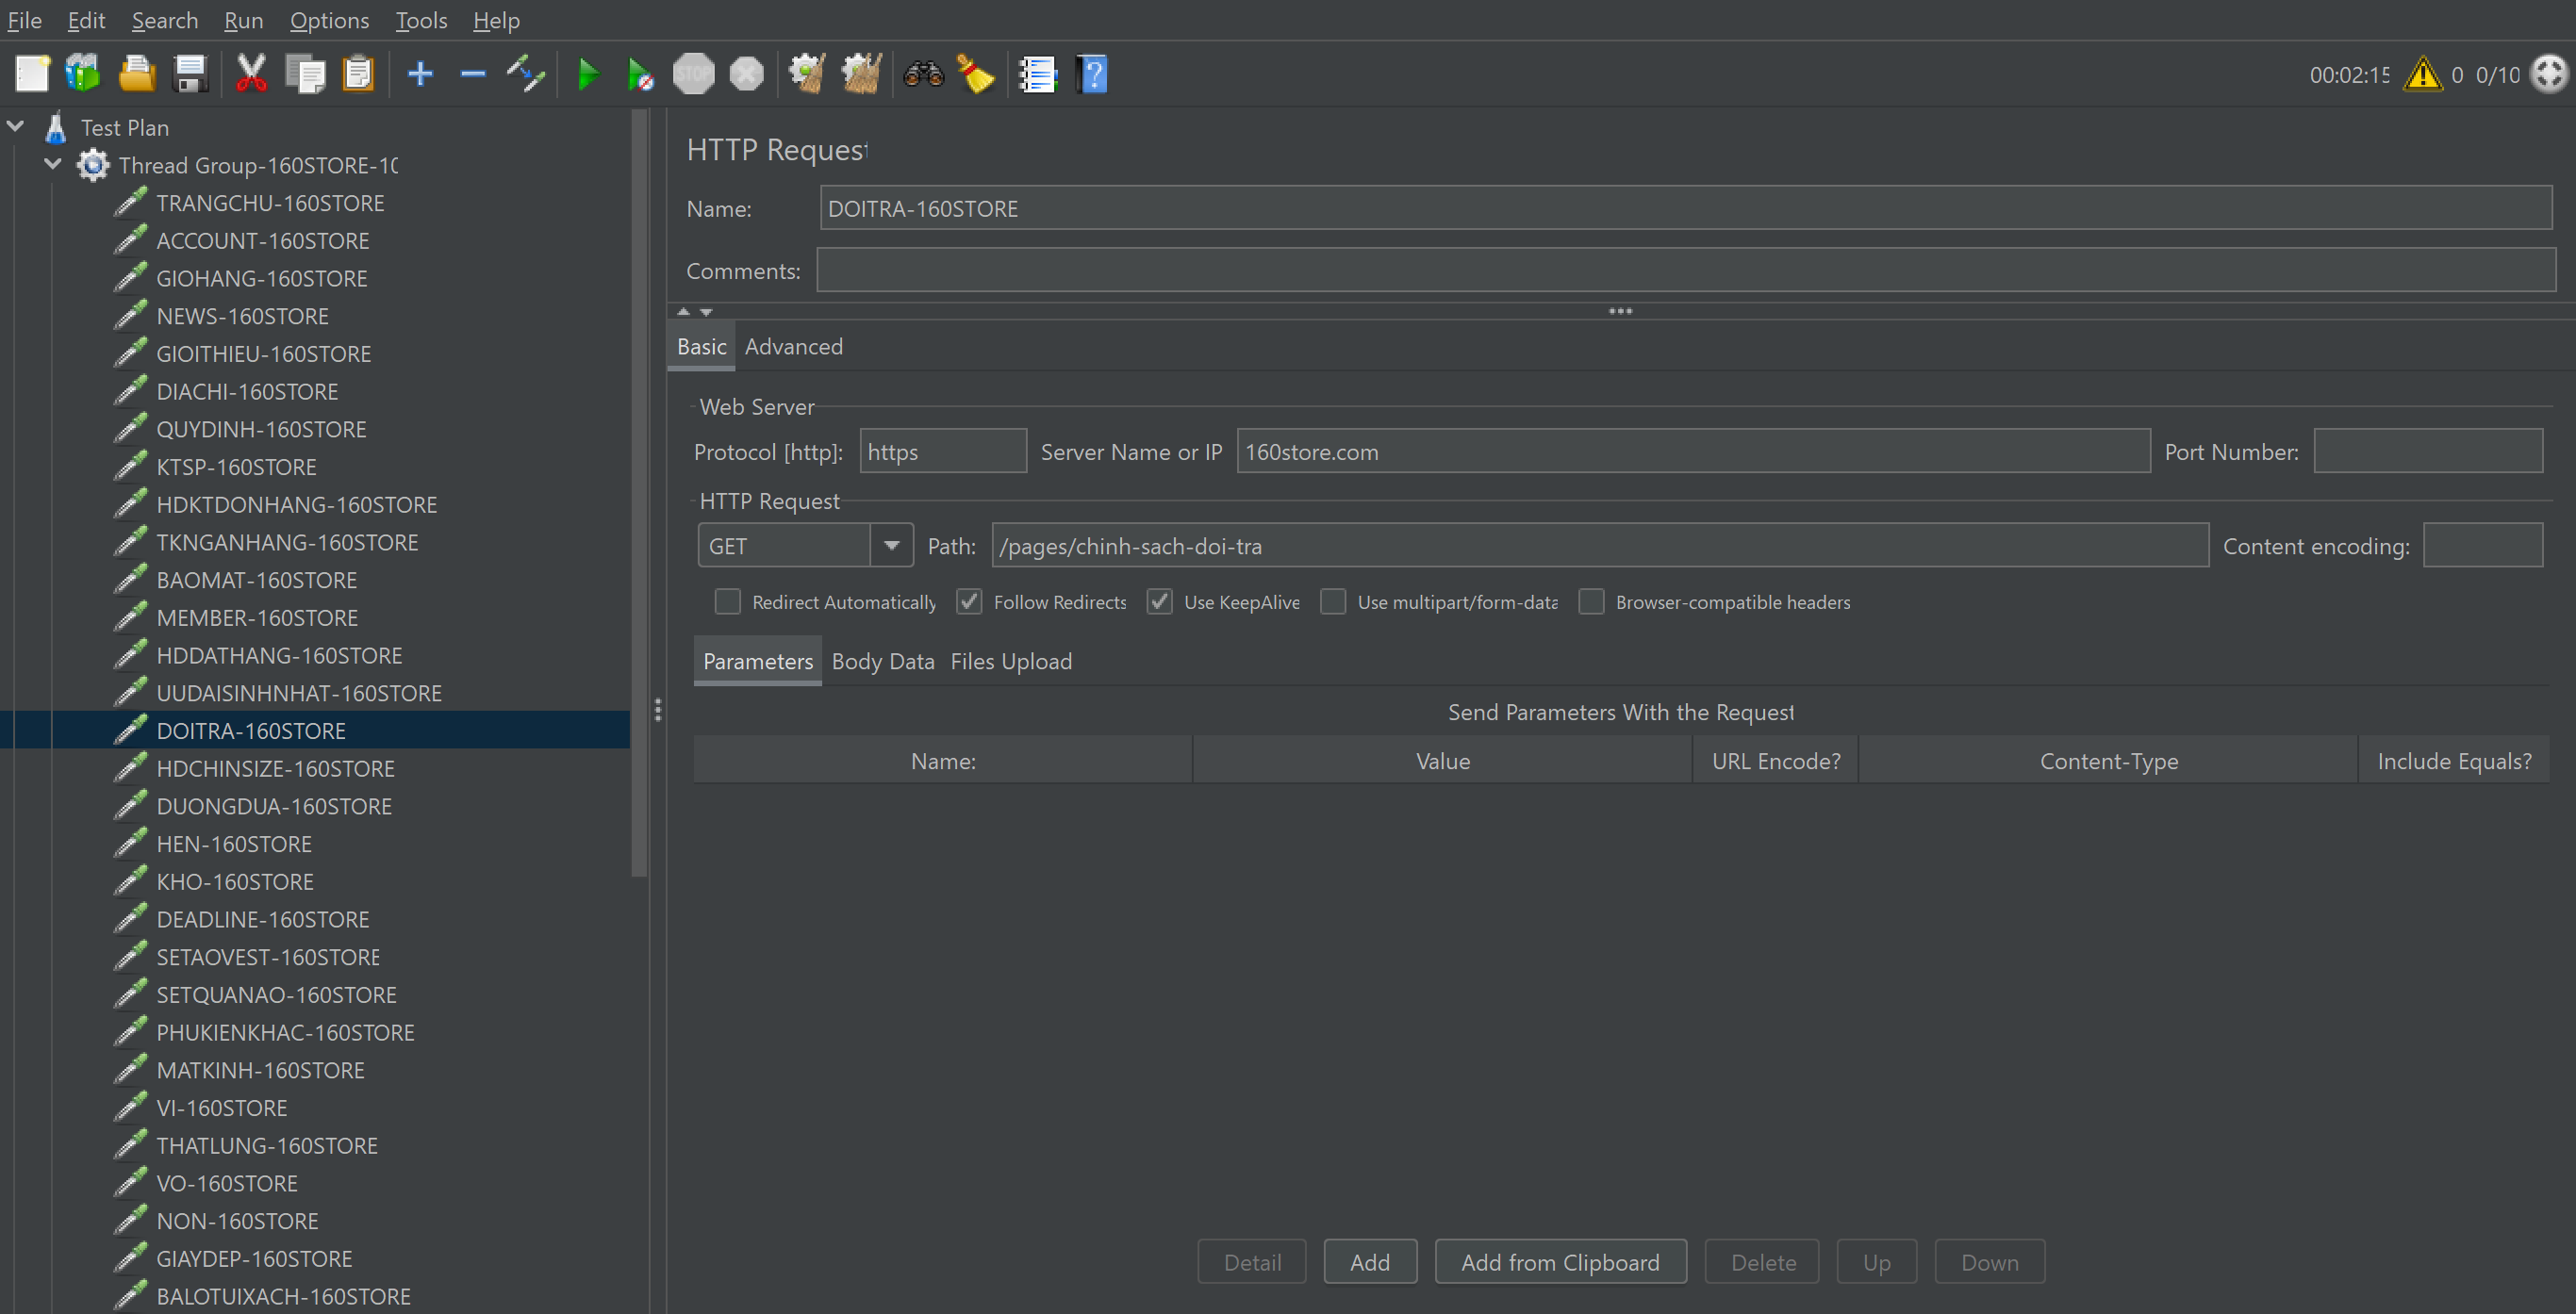 File Edit Search Run Options Tools Help
STOP
00:02:15 0 0/10
Test Plan
Thread Group-160STORE-10
TRANGCHU-160STORE
ACCOUNT-160STORE
GIOHANG-160STORE
NEWS-160STORE
GIOITHIEU-160STORE
DIACHI-160STORE
QUYDINH-160STORE
KTSP-160STORE
HDKTDONHANG-160STORE
TKNGANHANG-160STORE
BAOMAT-160STORE
MEMBER-160STORE
HDDATHANG-160STORE
UUDAISINHNHAT-160STORE
DOITRA-160STORE
HDCHINSIZE-160STORE
DUONGDUA-160STORE
HEN-160STORE
KHO-160STORE
DEADLINE-160STORE
SETAOVEST-160STORE
SETQUANAO-160STORE
PHUKIENKHAC-160STORE
MATKINH-160STORE
VI-160STORE
THATLUNG-160STORE
VO-160STORE
NON-160STORE
GIAYDEP-160STORE
BALOTUIXACH-160STORE
HTTP Request
Name: DOITRA-160STORE
Comments:
Basic Advanced
Web Server
Protocol [http]: https Server Name or IP 160store.com Port Number:
HTTP Request
GET Path: /pages/chinh-sach-doi-tra Content encoding:
Redirect Automatically Follow Redirects Use KeepAlive Use multipart/form-data Browser-compatible headers
Parameters Body Data Files Upload
Send Parameters With the Request
Name: Value URL Encode? Content-Type Include Equals?
Detail Add Add from Clipboard Delete Up Down